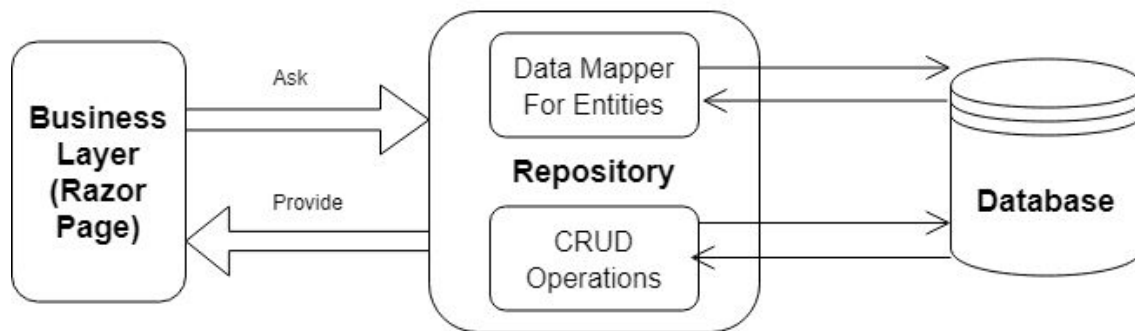 Business
Layer
(Razor
Page)
Ask
Provide
Data Mapper
For Entities
Repository
CRUD
Operations
Database